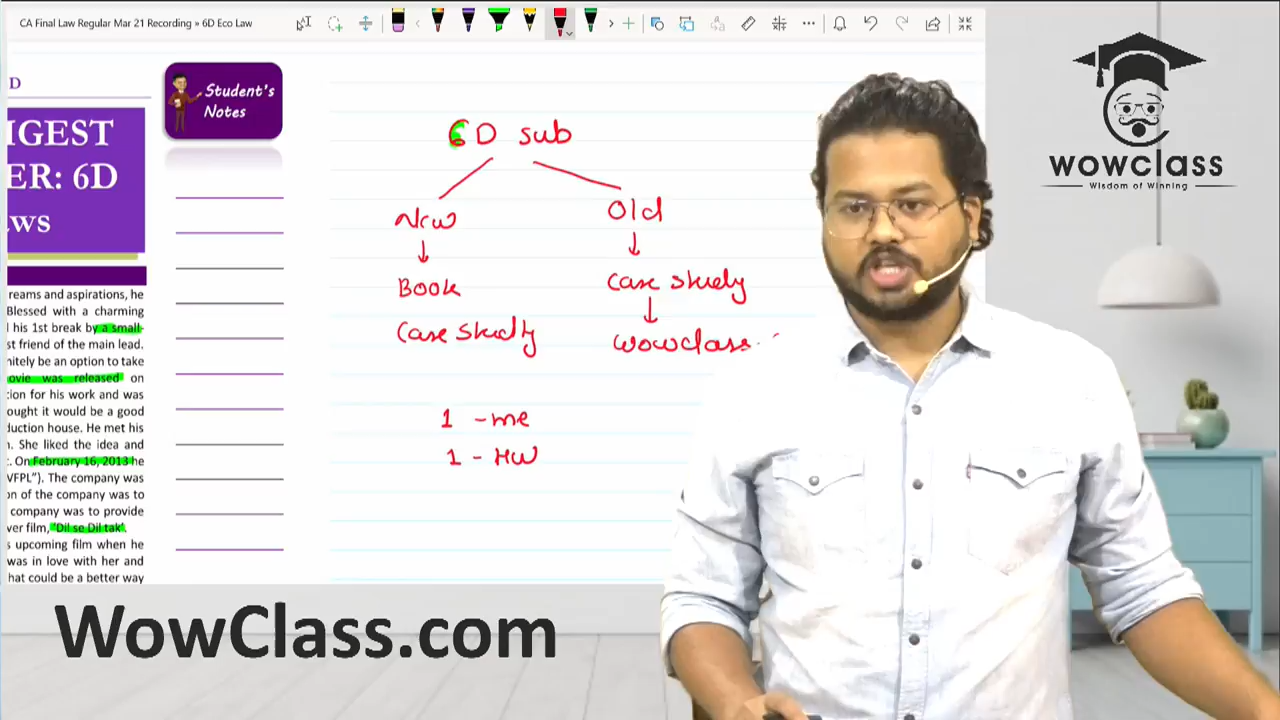 CA Final Law Regular Mar 21 Recording » 6D Eco Law
D
IGEST
ER: 6D
aws
reams and aspirations, he
Blessed with a charming
his 1st break by a small-
st friend of the main lead.
nitely be an option to take
ovie was released on
tion for his work and was
ought it would be a good
duction house. He met his
. She liked the idea and
. On February 16, 2013 he
VFPL"). The company was
on of the company was to
company was to provide
ver film, 'Dil se Dil tak'.
s upcoming film when he
was in love with her and
hat could be a better way
Student's
Notes
6D sub
New Old
Book Case study
Case study Wowclass.
1 - me
1 - HW
wowclass
Wisdom of Winning
WowClass.com